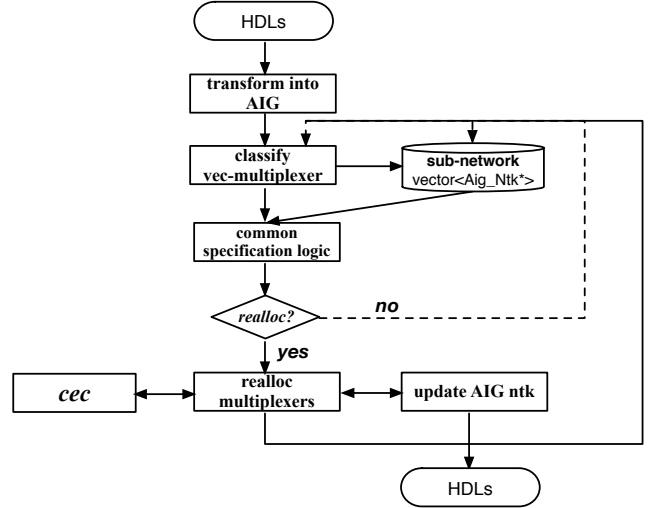 HDLs
transform into
AIG
classify
vec-multiplexer
sub-network
vector<Aig_Ntk*>
common
specification logic
realloc?
no
yes
cec
realloc
multiplexers
update AIG ntk
HDLs